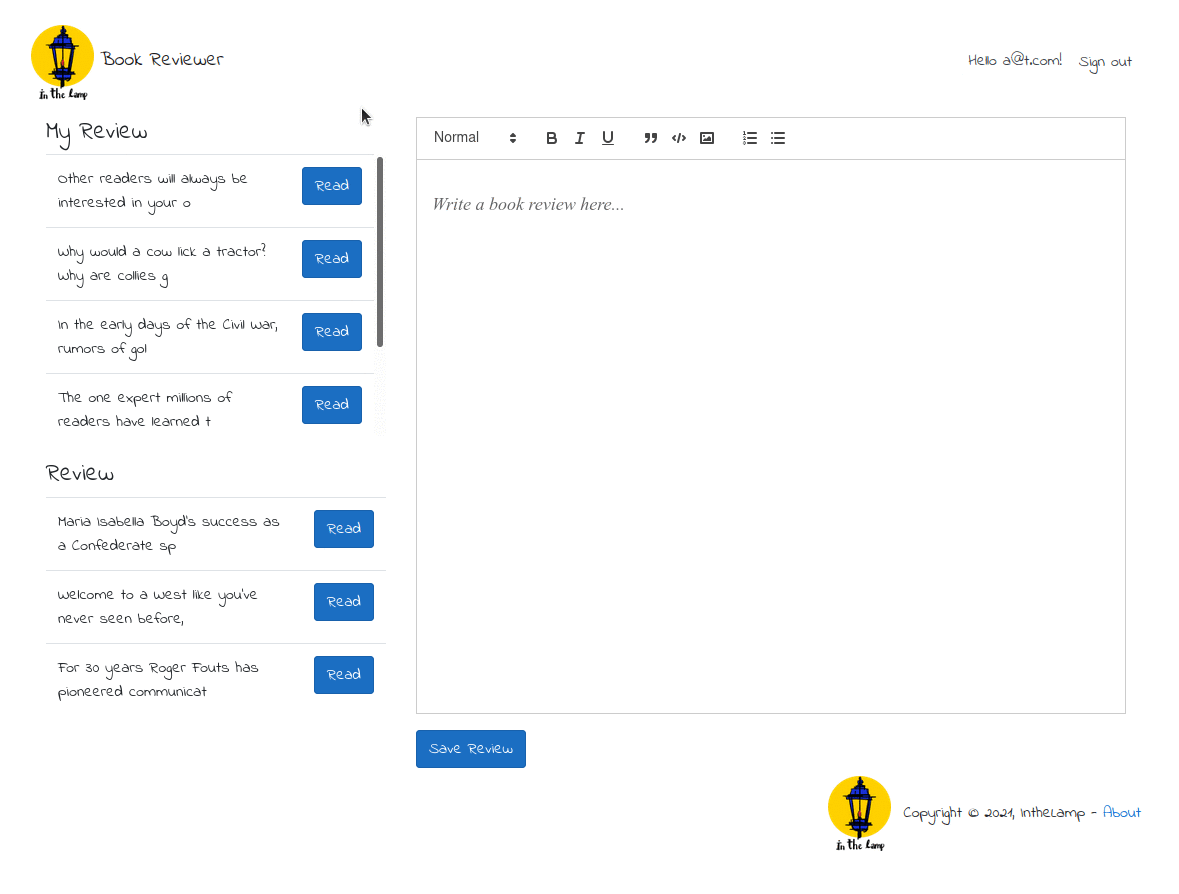 In the Lamp
Book Reviewer
Hello a@t.com!
Sign out
My Review
Other readers will always be
interested in your o
Read
Why would a cow lick a tractor?
Why are collies g
Read
In the early days of the Civil War,
rumors of gol
Read
The one expert millions of
readers have learned t
Read
Review
Maria Isabella Boyd's success as
a Confederate sp
Read
Welcome to a West like you've
never seen before,
Read
For 30 years Roger Fouts has
pioneered communicat
Read
Normal
Write a book review here...
Save Review
In the Lamp
Copyright © 2021, IntheLamp - About